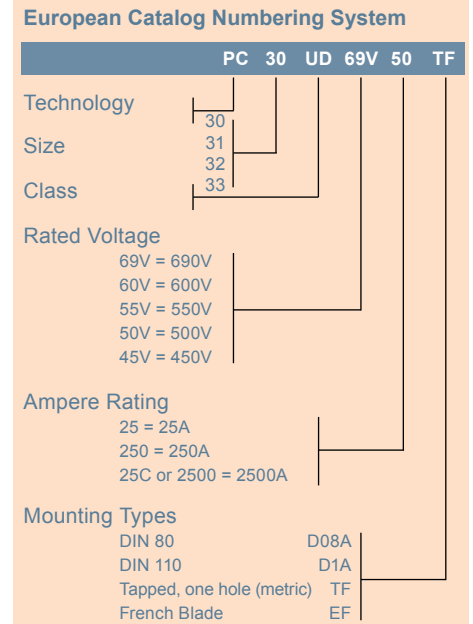 European Catalog Numbering System
PC 30 UD 69V 50 TF
Technology
30
Size
31
32
Class
33
Rated Voltage
69V = 690V
60V = 600V
55V = 550V
50V = 500V
45V = 450V
Ampere Rating
25 = 25A
250 = 250A
25C or 2500 = 2500A
Mounting Types
DIN 80 D08A
DIN 110 D1A
Tapped, one hole (metric) TF
French Blade EF